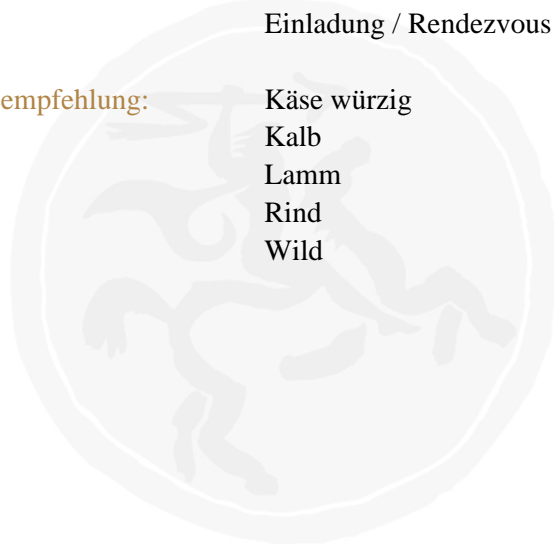 Einladung / Rendezvous
empfehlung: Käse würzig
Kalb
Lamm
Rind
Wild